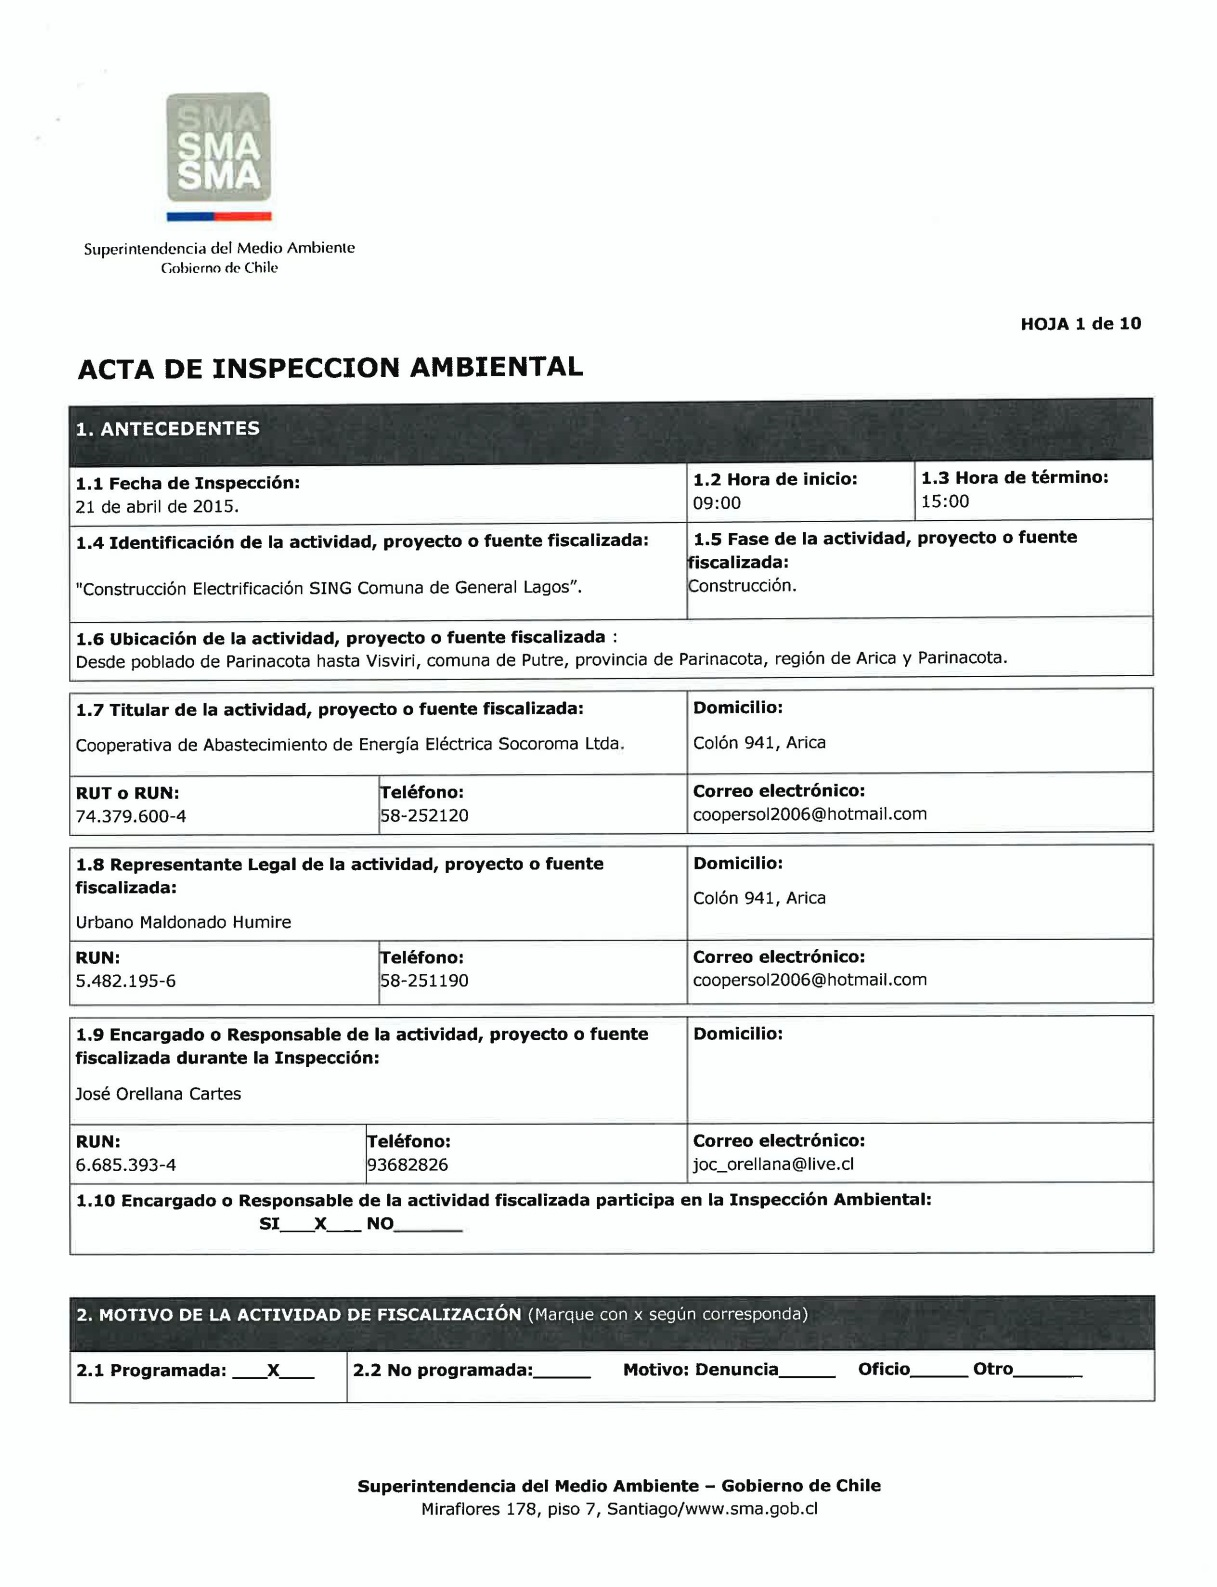 SMA
SMA
SMA
Superintendencia del Medio Ambiente
Gobierno de Chile
HOJA 1 de 10
ACTA DE INSPECCION AMBIENTAL
1. ANTECEDENTES
1.1 Fecha de Inspección:
21 de abril de 2015.
1.2 Hora de inicio:
09:00
1.3 Hora de término:
15:00
1.4 Identificación de la actividad, proyecto o fuente fiscalizada:
"Construcción Electrificación SING Comuna de General Lagos".
1.5 Fase de la actividad, proyecto o fuente
fiscalizada:
Construcción.
1.6 Ubicación de la actividad, proyecto o fuente fiscalizada :
Desde poblado de Parinacota hasta Visviri, comuna de Putre, provincia de Parinacota, región de Arica y Parinacota.
1.7 Titular de la actividad, proyecto o fuente fiscalizada:
Cooperativa de Abastecimiento de Energía Eléctrica Socoroma Ltda.
Domicilio:
Colón 941, Arica
RUT o RUN:
74.379.600-4
Teléfono:
58-252120
Correo electrónico:
coopersol2006@hotmail.com
1.8 Representante Legal de la actividad, proyecto o fuente
fiscalizada:
Urbano Maldonado Humire
Domicilio:
Colón 941, Arica
RUN:
5.482.195-6
Teléfono:
58-251190
Correo electrónico:
coopersol2006@hotmail.com
1.9 Encargado o Responsable de la actividad, proyecto o fuente
fiscalizada durante la Inspección:
José Orellana Cartes
Domicilio:
RUN:
6.685.393-4
Teléfono:
93682826
Correo electrónico:
joc_orellana@live.cl
1.10 Encargado o Responsable de la actividad fiscalizada participa en la Inspección Ambiental:
SI___X___ NO______
2. MOTIVO DE LA ACTIVIDAD DE FISCALIZACIÓN (Marque con x según corresponda)
2.1 Programada: ___X___
2.2 No programada:_____ Motivo: Denuncia_____ Oficio_____ Otro______
Superintendencia del Medio Ambiente – Gobierno de Chile
Miraflores 178, piso 7, Santiago/www.sma.gob.cl